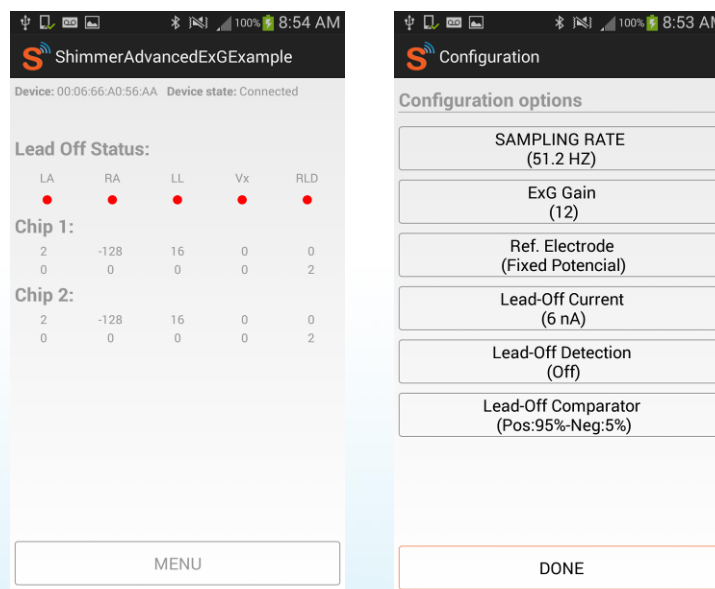 100% 8:54 AM
ShimmerAdvancedExGExample
Device: 00:06:66:A0:56:AA Device state: Connected
Lead Off Status:
LA RA LL Vx RLD
Chip 1:
2 -128 16 0 0
0 0 0 0 2
Chip 2:
2 -128 16 0 0
0 0 0 0 2
MENU
100% 8:53 AM
Configuration
Configuration options
SAMPLING RATE
(51.2 HZ)
ExG Gain
(12)
Ref. Electrode
(Fixed Potencial)
Lead-Off Current
(6 nA)
Lead-Off Detection
(Off)
Lead-Off Comparator
(Pos:95%-Neg:5%)
DONE